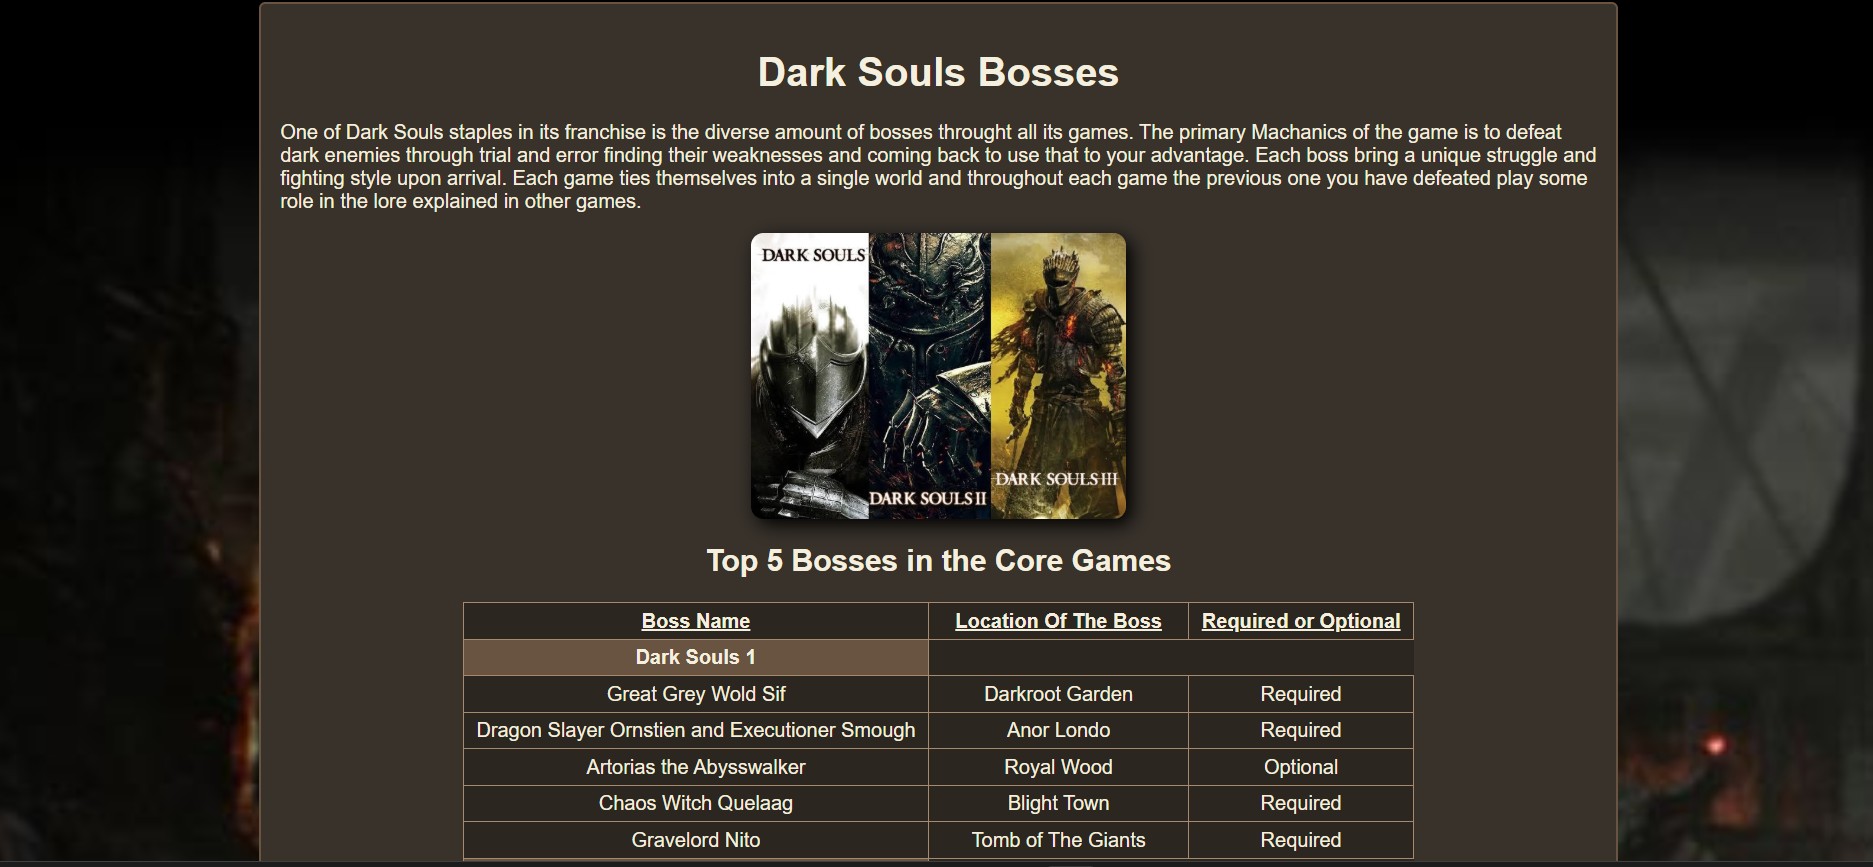 Dark Souls Bosses
One of Dark Souls staples in its franchise is the diverse amount of bosses throught all its games. The primary Machanics of the game is to defeat
dark enemies through trial and error finding their weaknesses and coming back to use that to your advantage. Each boss bring a unique struggle and
fighting style upon arrival. Each game ties themselves into a single world and throughout each game the previous one you have defeated play some
role in the lore explained in other games.
DARK SOULS
DARK SOULS II
DARK SOULS III
Top 5 Bosses in the Core Games
Boss Name Location Of The Boss Required or Optional
Dark Souls 1
Great Grey Wold Sif Darkroot Garden Required
Dragon Slayer Ornstien and Executioner Smough Anor Londo Required
Artorias the Abysswalker Royal Wood Optional
Chaos Witch Quelaag Blight Town Required
Gravelord Nito Tomb of The Giants Required